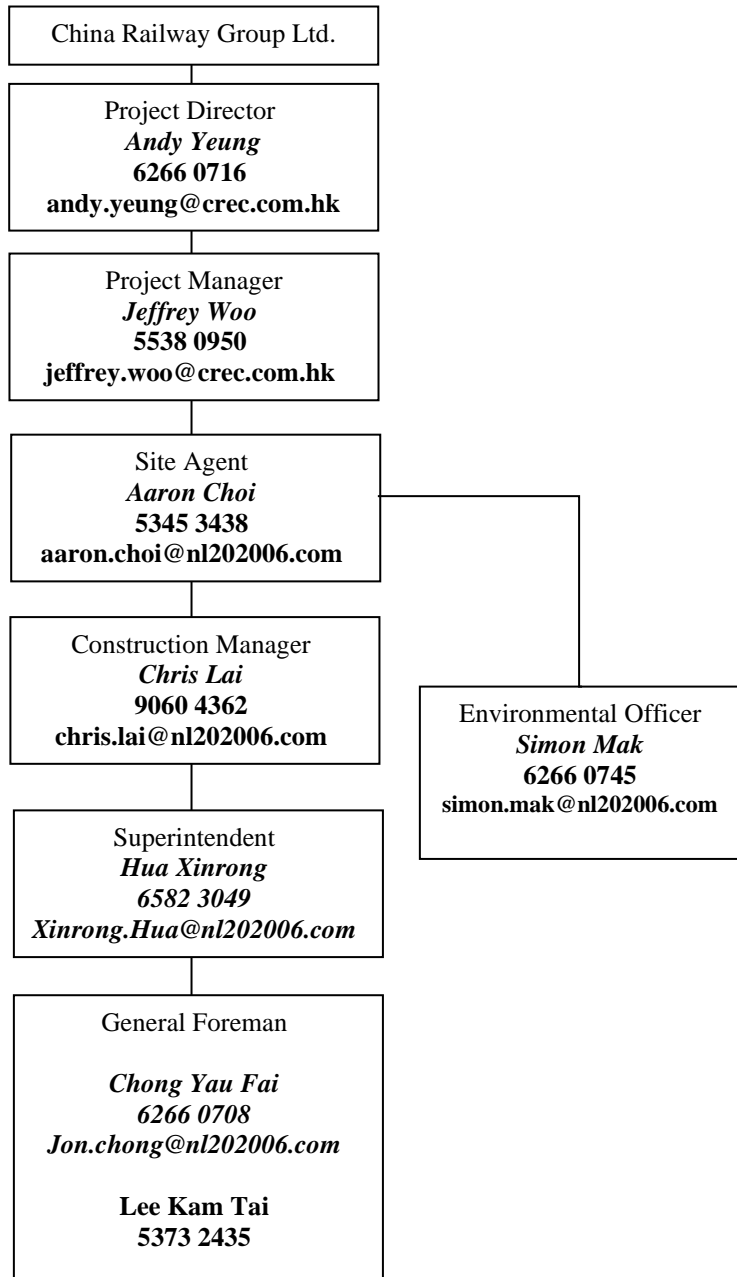 China Railway Group Ltd.
Project Director
Andy Yeung
6266 0716
andy.yeung@crec.com.hk
Project Manager
Jeffrey Woo
5538 0950
jeffrey.woo@crec.com.hk
Site Agent
Aaron Choi
5345 3438
aaron.choi@nl202006.com
Construction Manager
Chris Lai
9060 4362
chris.lai@nl202006.com
Environmental Officer
Simon Mak
6266 0745
simon.mak@nl202006.com
Superintendent
Hua Xinrong
6582 3049
Xinrong.Hua@nl202006.com
General Foreman
Chong Yau Fai
6266 0708
Jon.chong@nl202006.com
Lee Kam Tai
5373 2435